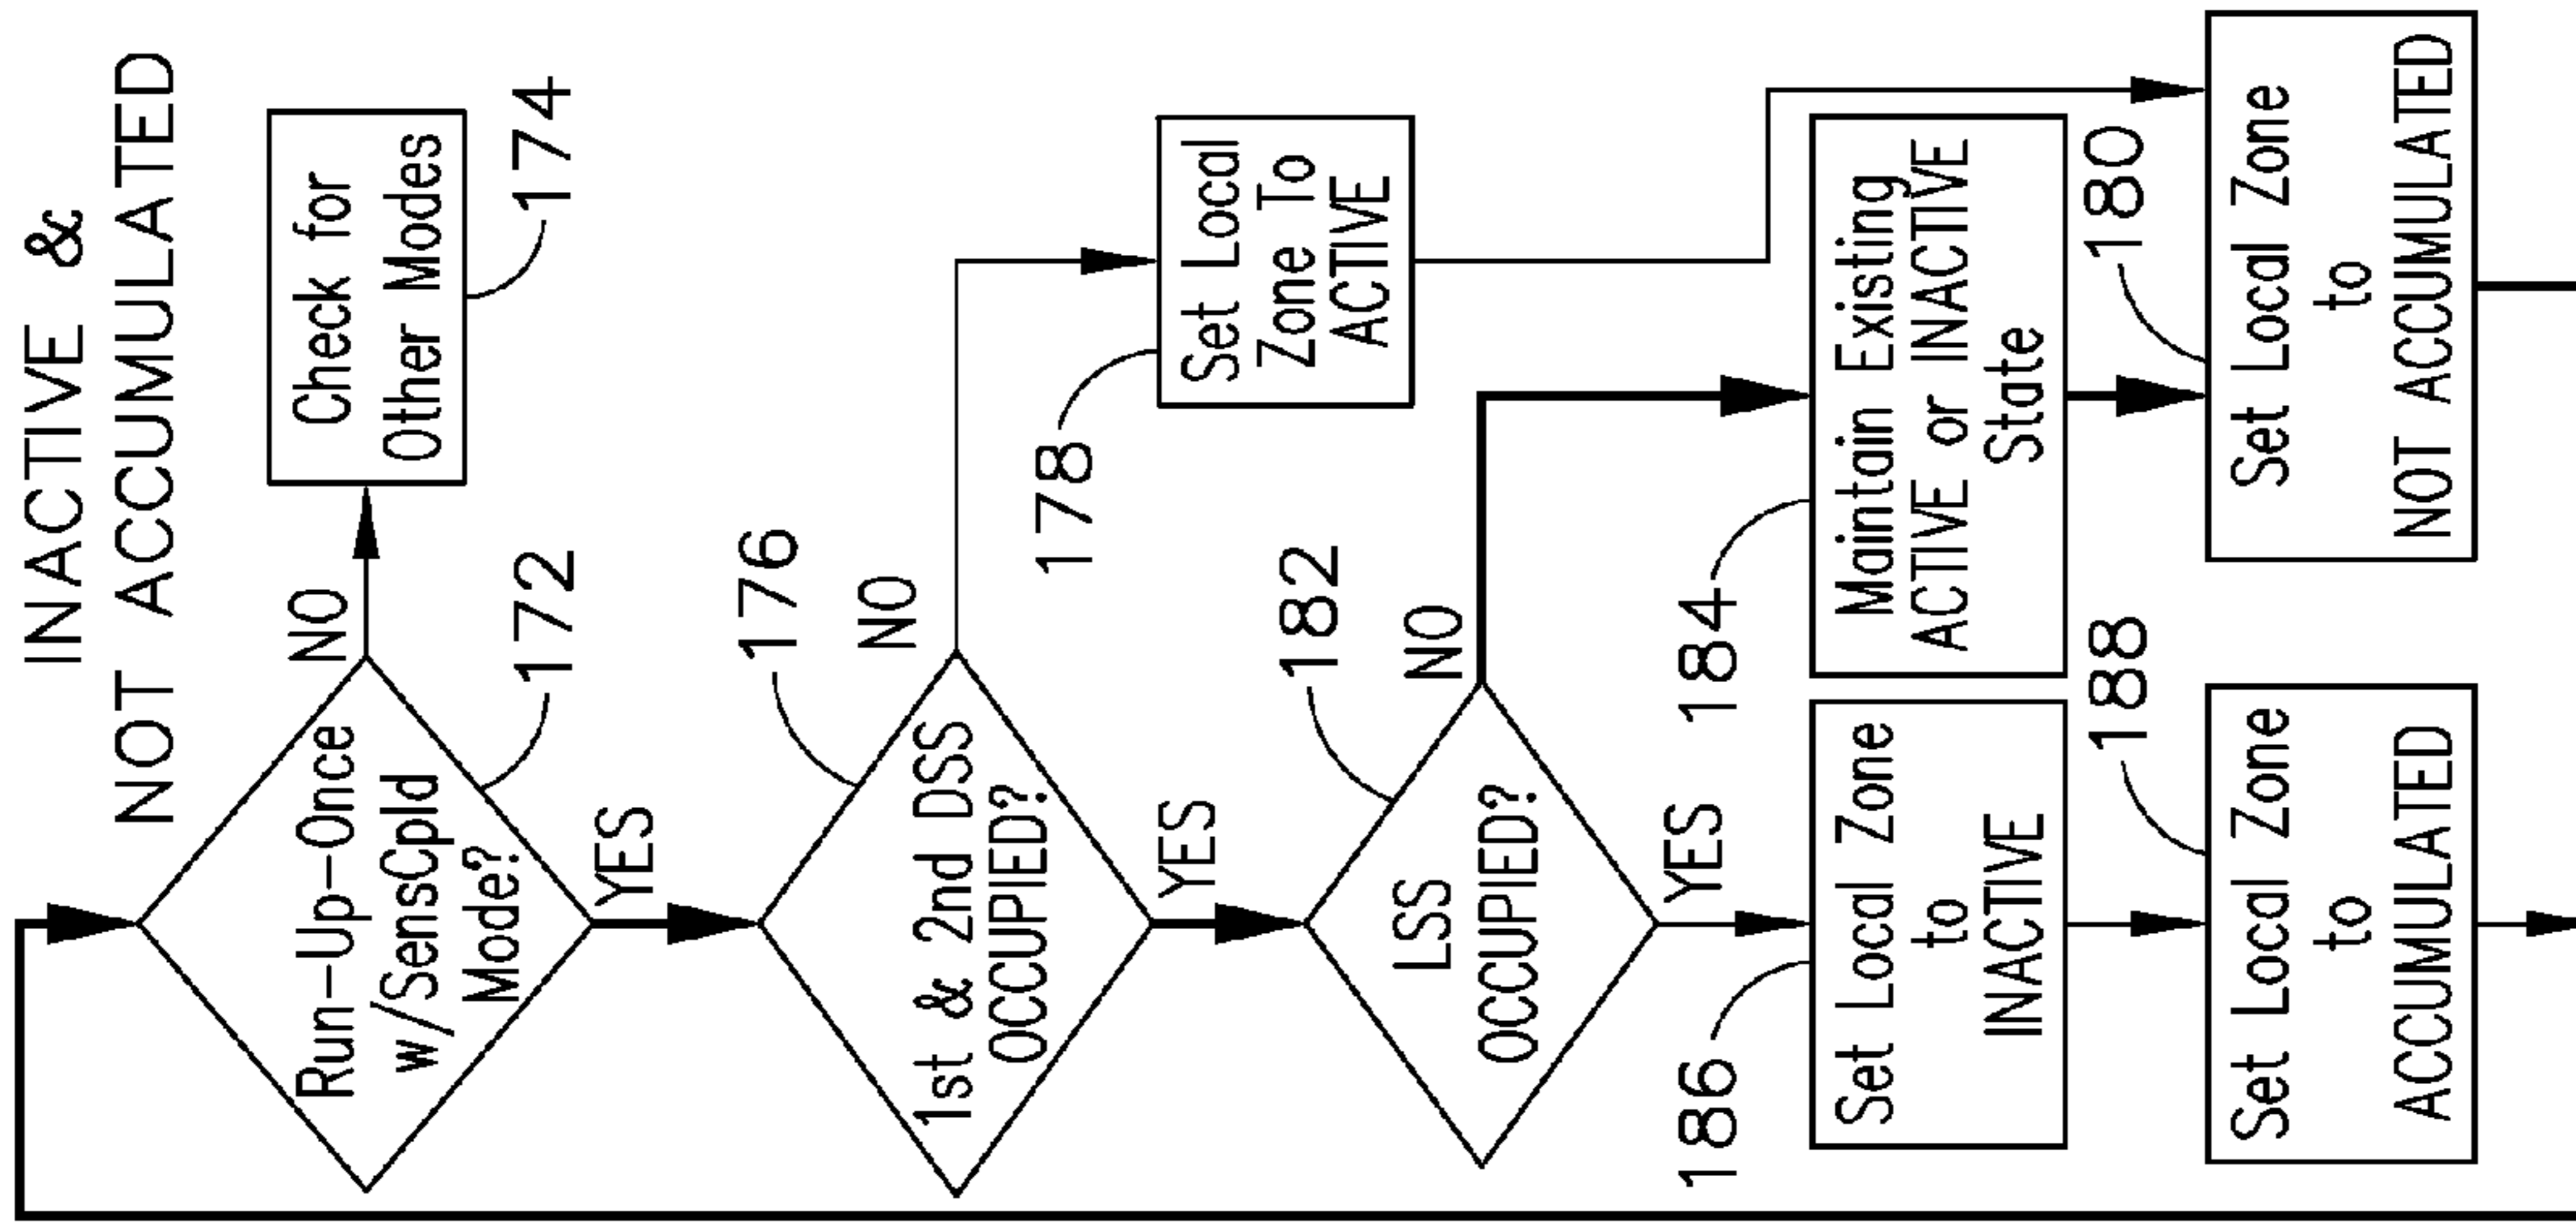 INACTIVE &
NOT ACCUMULATED
Run-Up-Once
w/SensCpld
Mode?
172
NO
Check for
Other Modes
174
YES
1st & 2nd DSS
OCCUPIED?
176
NO
Set Local
Zone To
ACTIVE
178
YES
LSS
OCCUPIED?
182
NO
Maintain Existing
ACTIVE or INACTIVE
State
184
YES
Set Local Zone
to
INACTIVE
186
Set Local Zone
to
ACCUMULATED
188
Set Local Zone
to
NOT ACCUMULATED
180